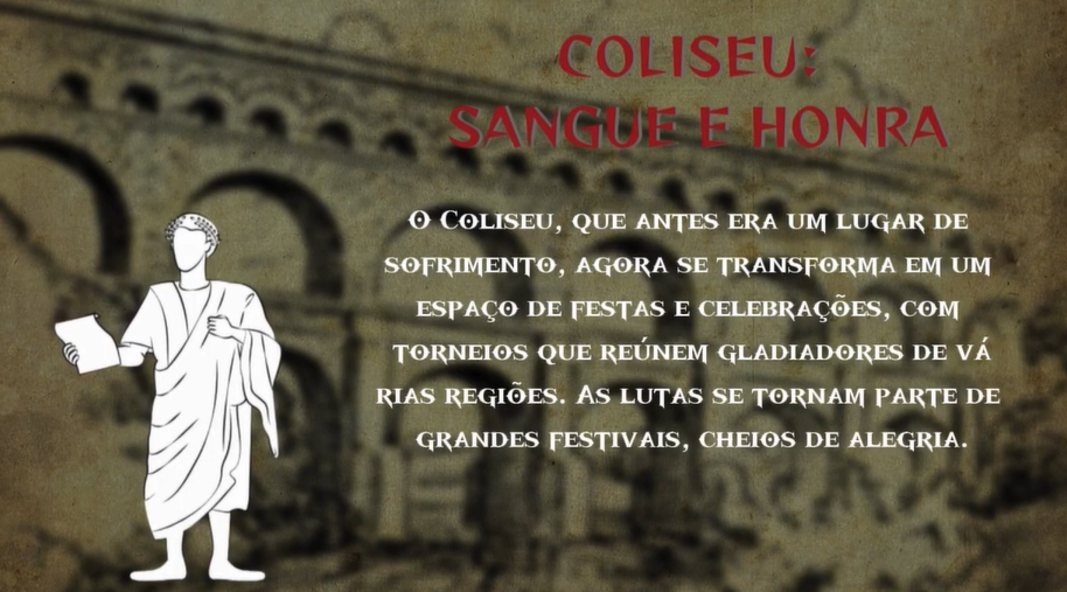 COLISEU:
SANGUE E HONRA
O Coliseu, que antes era um lugar de
sofrimento, agora se transforma em um
espaço de festas e celebrações, com
torneios que reúnem gladiadores de vá
rias regiões. As lutas se tornam parte de
grandes festivais, cheios de alegria.